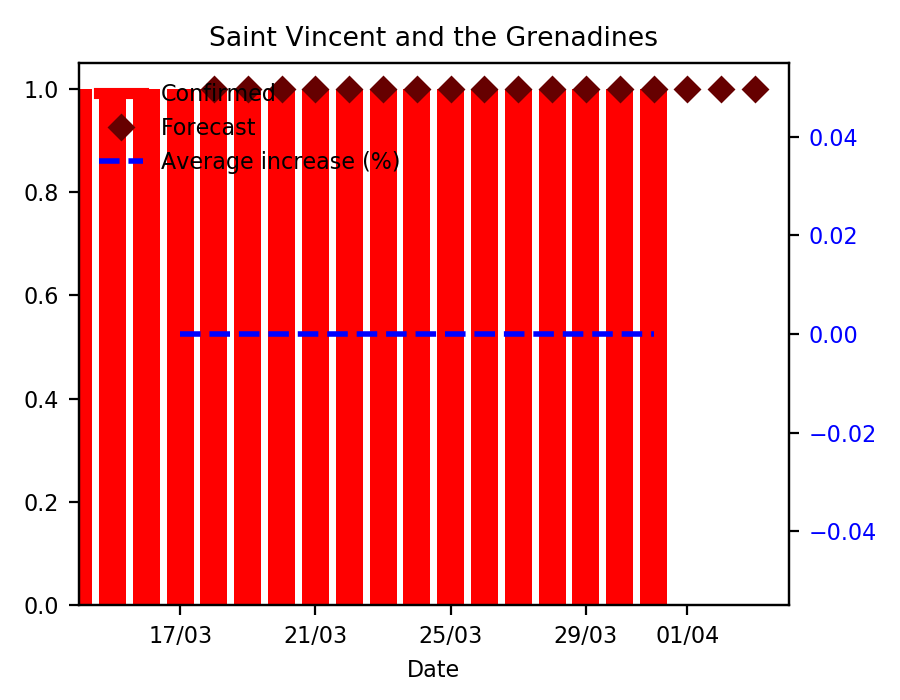 Saint Vincent and the Grenadines
1.0
0.8
0.6
0.4
0.2
0.0
Confirmed
Forecast
Average increase (%)
0.04
0.02
0.00
−0.02
−0.04
17/03 21/03 25/03 29/03 01/04
Date